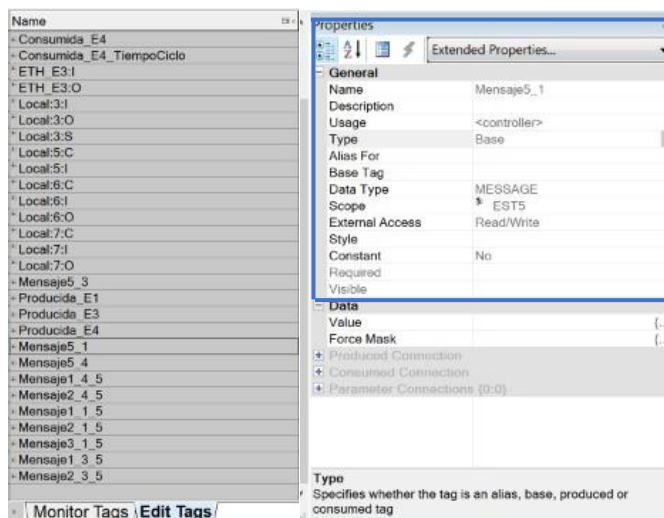 Name
Consumida_E4
Consumida_E4_TiempoCiclo
ETH_E3:I
ETH_E3:O
Local:3:I
Local:3:O
Local:3:S
Local:5:C
Local:5:I
Local:6:C
Local:6:I
Local:6:O
Local:7:C
Local:7:I
Local:7:O
Mensaje5_3
Producida_E1
Producida_E3
Producida_E4
Mensaje5_1
Mensaje5_4
Mensaje1_4_5
Mensaje2_4_5
Mensaje1_1_5
Mensaje2_1_5
Mensaje3_1_5
Mensaje1_3_5
Mensaje2_3_5
Monitor Tags Edit Tags
Properties
Extended Properties...
General
Name Mensaje5_1
Description
Usage <controller>
Type Base
Alias For
Base Tag
Data Type MESSAGE
Scope EST5
External Access Read/Write
Style
Constant No
Required
Visible
Data
Value {..
Force Mask {..
Produced Connection
Consumed Connection
Parameter Connections {0:0}
Type
Specifies whether the tag is an alias, base, produced or
consumed tag